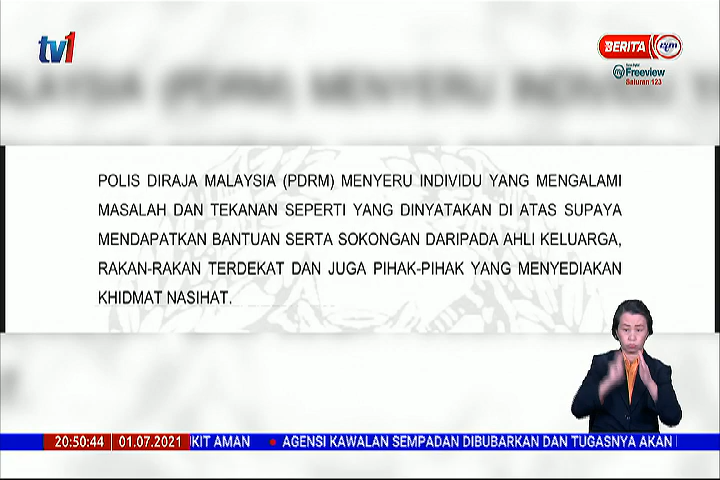 tv1
BERITA rtm
myFreeview
Saluran 123
POLIS DIRAJA MALAYSIA (PDRM) MENYERU INDIVIDU YANG MENGALAMI
MASALAH DAN TEKANAN SEPERTI YANG DINYATAKAN DI ATAS SUPAYA
MENDAPATKAN BANTUAN SERTA SOKONGAN DARIPADA AHLI KELUARGA,
RAKAN-RAKAN TERDEKAT DAN JUGA PIHAK-PIHAK YANG MENYEDIAKAN
KHIDMAT NASIHAT.
20:50:44 01.07.2021 KIT AMAN • AGENSI KAWALAN SEMPADAN DIBUBARKAN DAN TUGASNYA AKAN